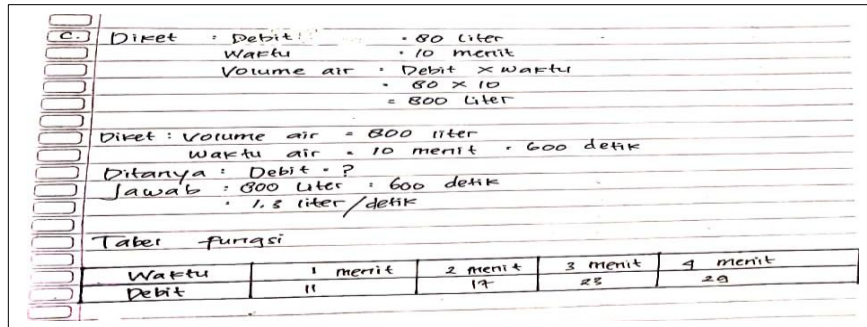 C. Diket : Debit = 80 liter
Waktu = 10 menit
Volume air = Debit x waktu
= 80 x 10
= 800 liter
Diket : Volume air = 800 liter
Waktu air = 10 menit = 600 detik
Ditanya : Debit = ?
Jawab : 800 liter : 600 detik
= 1,3 liter/detik
Tabel fungsi
Waktu 1 menit 2 menit 3 menit 4 menit
Debit 11 17 23 29